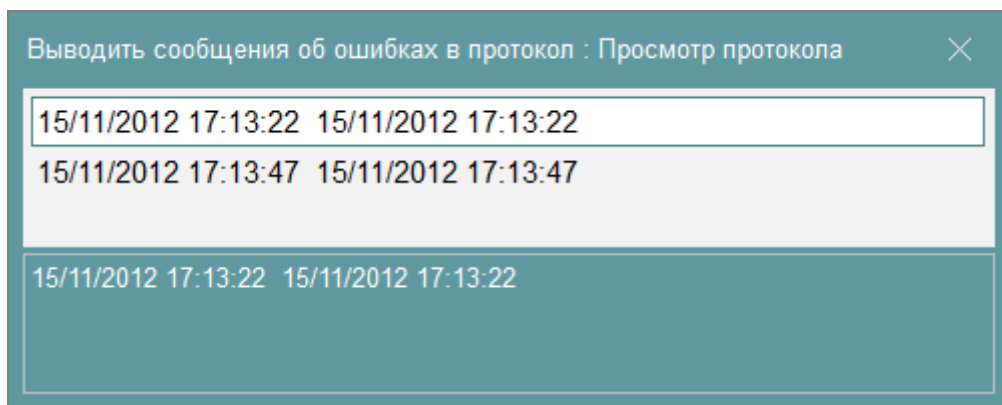 Выводить сообщения об ошибках в протокол : Просмотр протокола
15/11/2012 17:13:22 15/11/2012 17:13:22
15/11/2012 17:13:47 15/11/2012 17:13:47
15/11/2012 17:13:22 15/11/2012 17:13:22